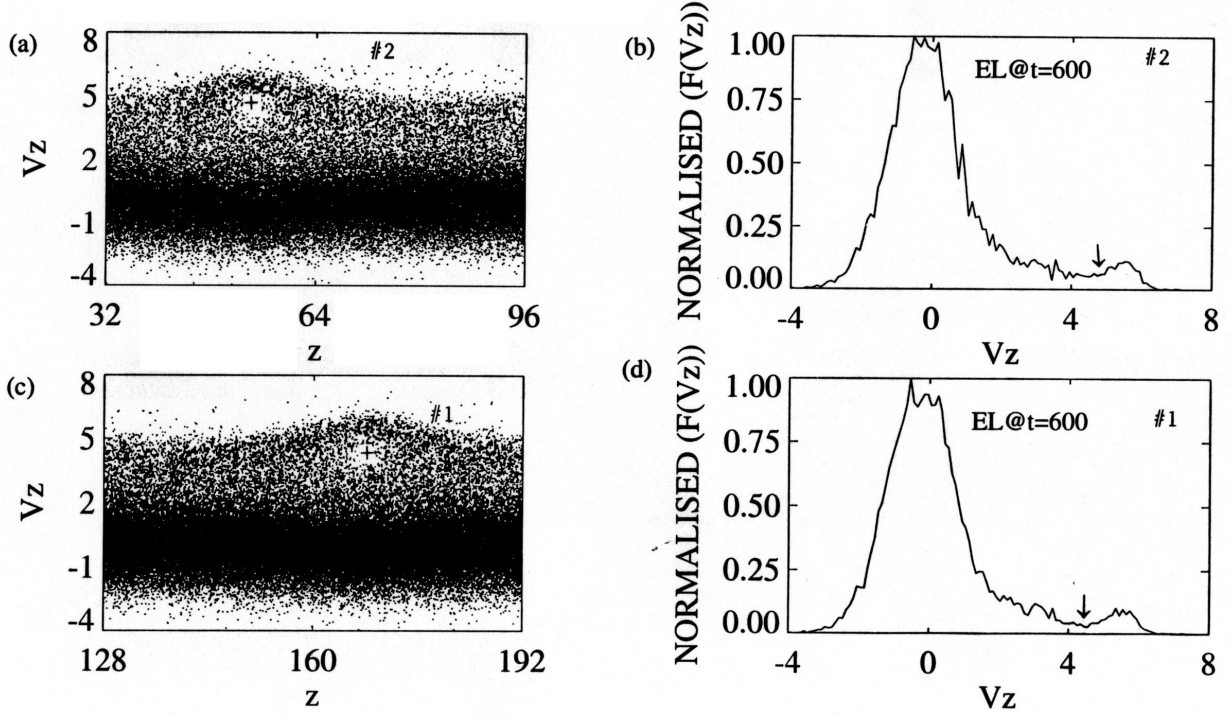 (a)
8
5
2
-1
-4
Vz
#2
+
32
64
96
z
(b)
NORMALISED (F(Vz))
1.00
0.75
0.50
0.25
0.00
EL@t=600
#2
-4
0
4
8
Vz
(c)
8
5
2
-1
-4
Vz
#1
+
128
160
192
z
(d)
NORMALISED (F(Vz))
1.00
0.75
0.50
0.25
0.00
EL@t=600
#1
-4
0
4
8
Vz